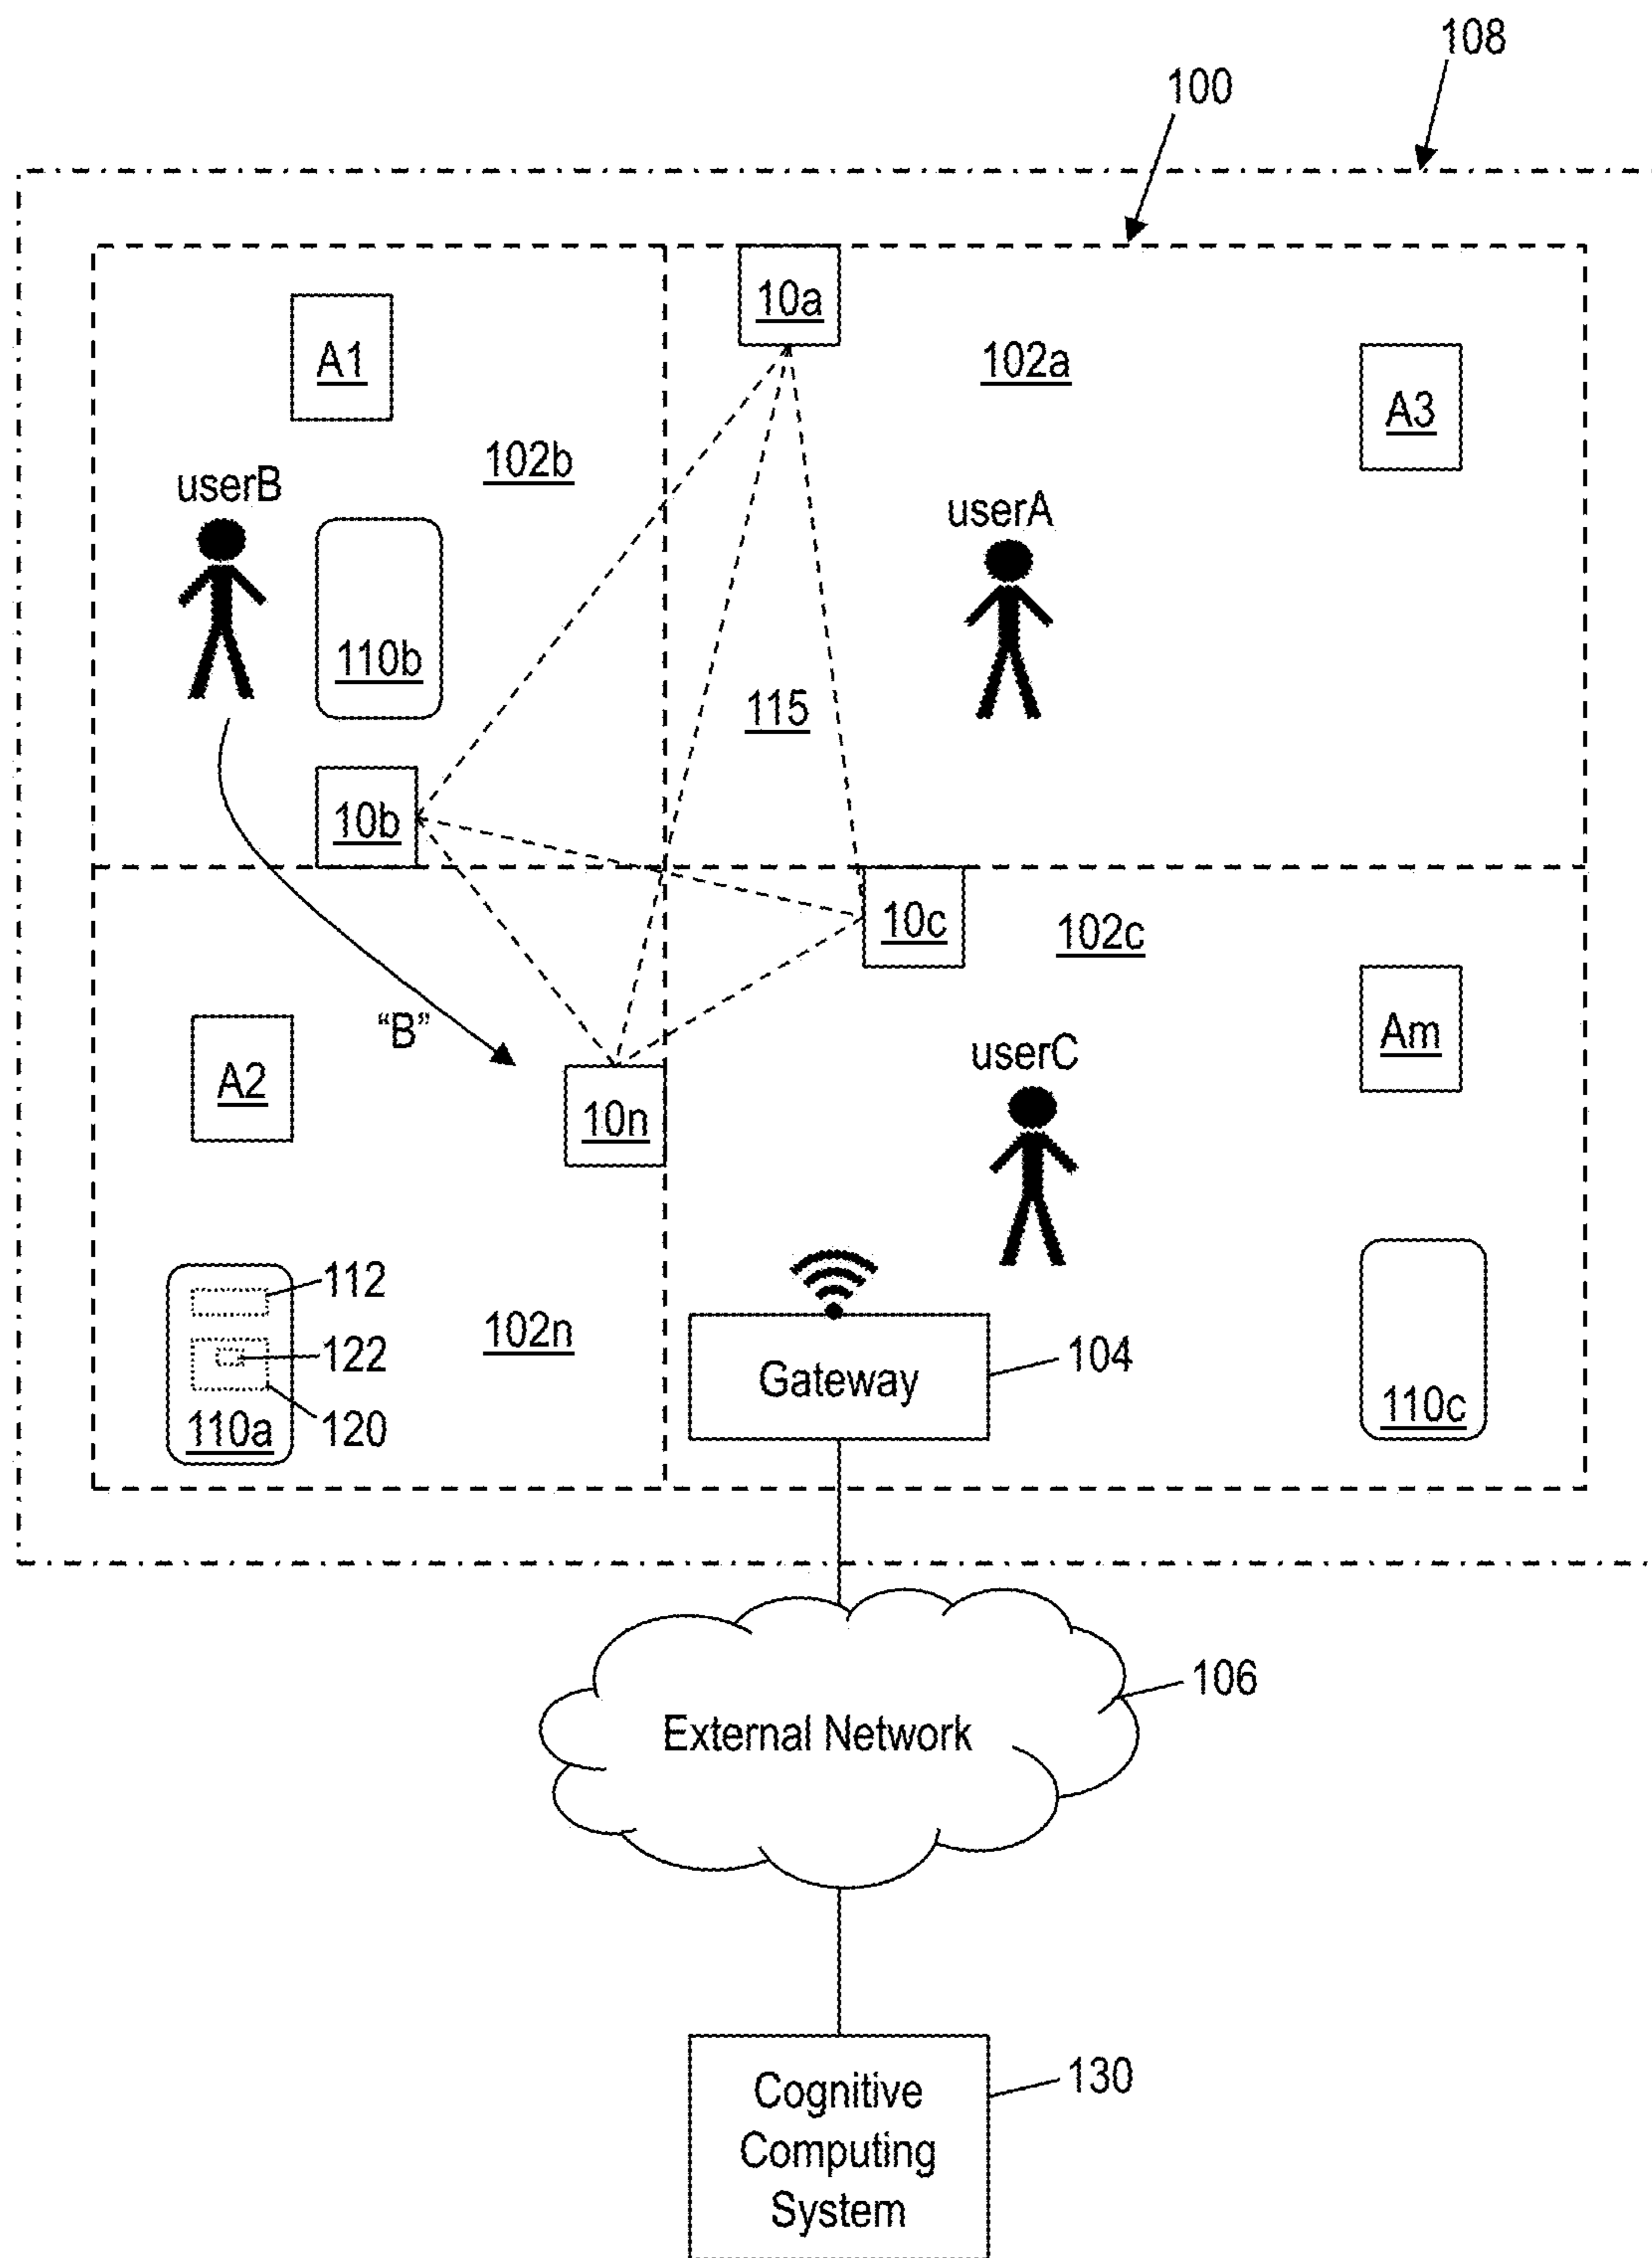 108
100
10a
A1
102a
A3
102b
userB
userA
110b
115
10b
10c
102c
"B"
A2
Am
userC
10n
112
102n
122
104
Gateway
110a
120
110c
106
External Network
130
Cognitive
Computing
System